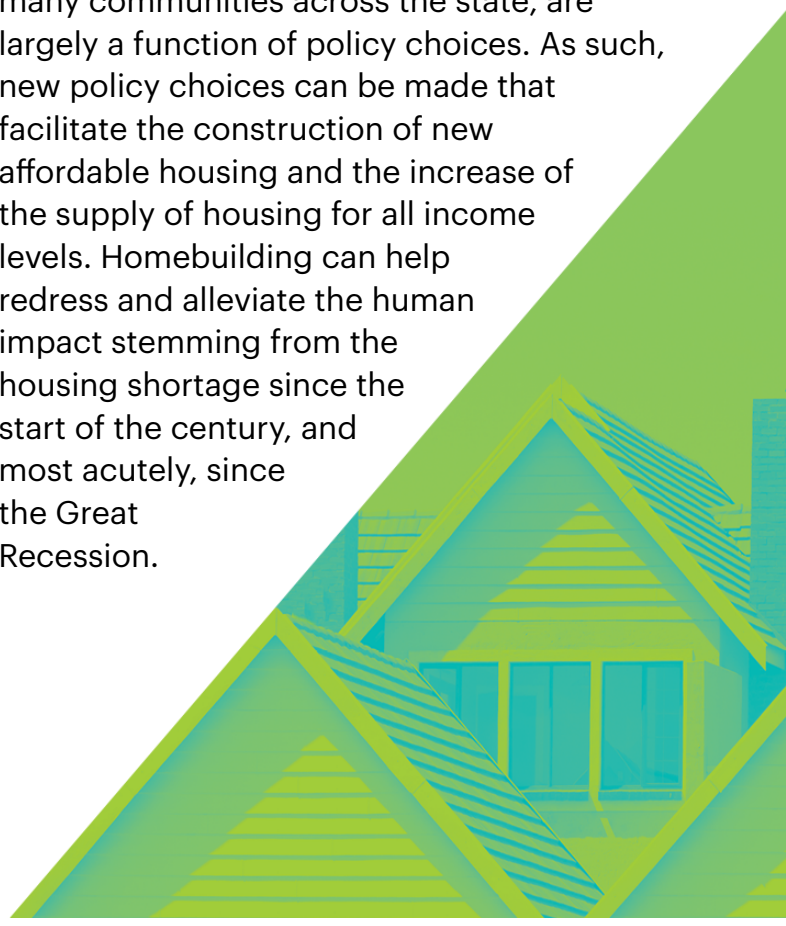 many communities across the state, are
largely a function of policy choices. As such,
new policy choices can be made that
facilitate the construction of new
affordable housing and the increase of
the supply of housing for all income
levels. Homebuilding can help
redress and alleviate the human
impact stemming from the
housing shortage since the
start of the century, and
most acutely, since
the Great
Recession.